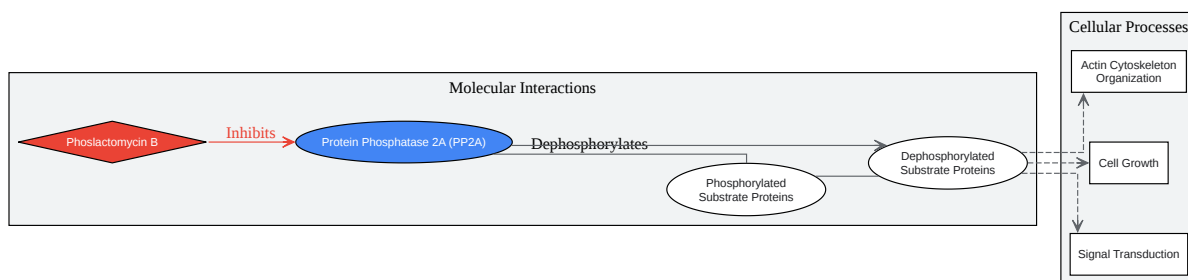 Cellular Processes
Molecular Interactions
Phoslactomycin B
Inhibits
Protein Phosphatase 2A (PP2A)
Dephosphorylates
Phosphorylated
Substrate Proteins
Dephosphorylated
Substrate Proteins
Actin Cytoskeleton
Organization
Cell Growth
Signal Transduction